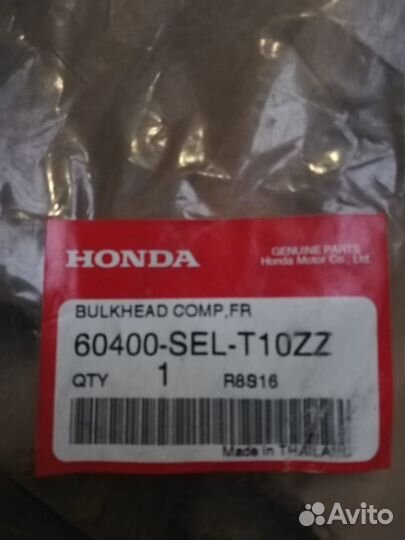 HONDA
GENUINE PARTS
Honda Motor Co., Ltd.
BULKHEAD COMP,FR
60400-SEL-T10ZZ
QTY 1 R8S16
Made in THAILAND
Avito